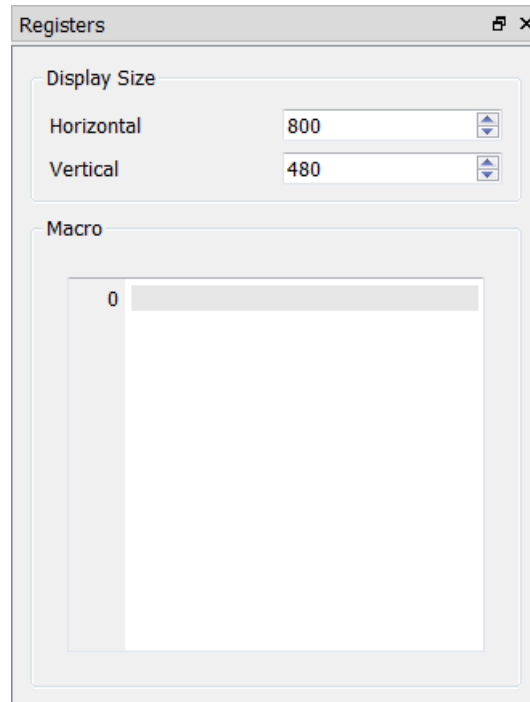 Registers
Display Size
Horizontal 800
Vertical 480
Macro
0